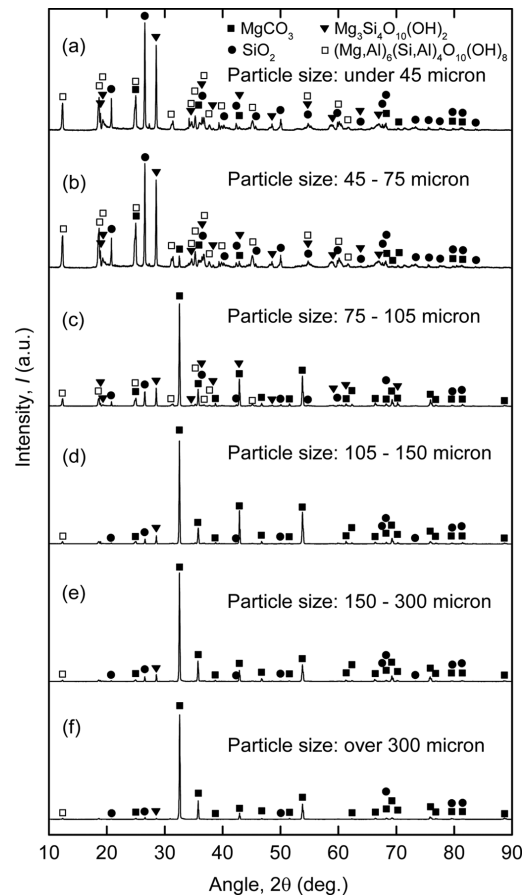 (a)
■ MgCO3 ▼ Mg3Si4O10(OH)2
● SiO2 □ (Mg,Al)6(Si,Al)4O10(OH)8
Particle size: under 45 micron
(b)
Particle size: 45 - 75 micron
(c)
Particle size: 75 - 105 micron
(d)
Particle size: 105 - 150 micron
(e)
Particle size: 150 - 300 micron
(f)
Particle size: over 300 micron
Intensity, I (a.u.)
10 20 30 40 50 60 70 80 90
Angle, 2θ (deg.)